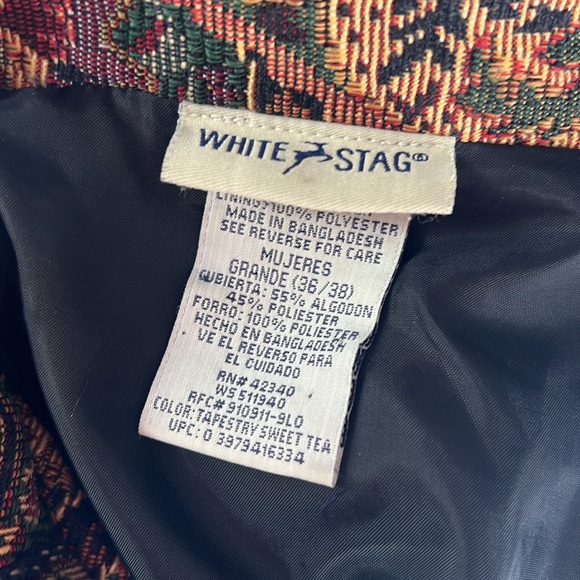 WHITE STAG®
LINING: 100% POLYESTER
MADE IN BANGLADESH
SEE REVERSE FOR CARE
MUJERES
GRANDE (36/38)
CUBIERTA: 55% ALGODON
45% POLIESTER
FORRO: 100% POLIESTER
HECHO EN BANGLADESH
VE EL REVERSO PARA
EL CUIDADO
RN# 42340
WS 511940
RFC# 910911-9L0
COLOR: TAPESTRY SWEET TEA
UPC: 0 3979416334